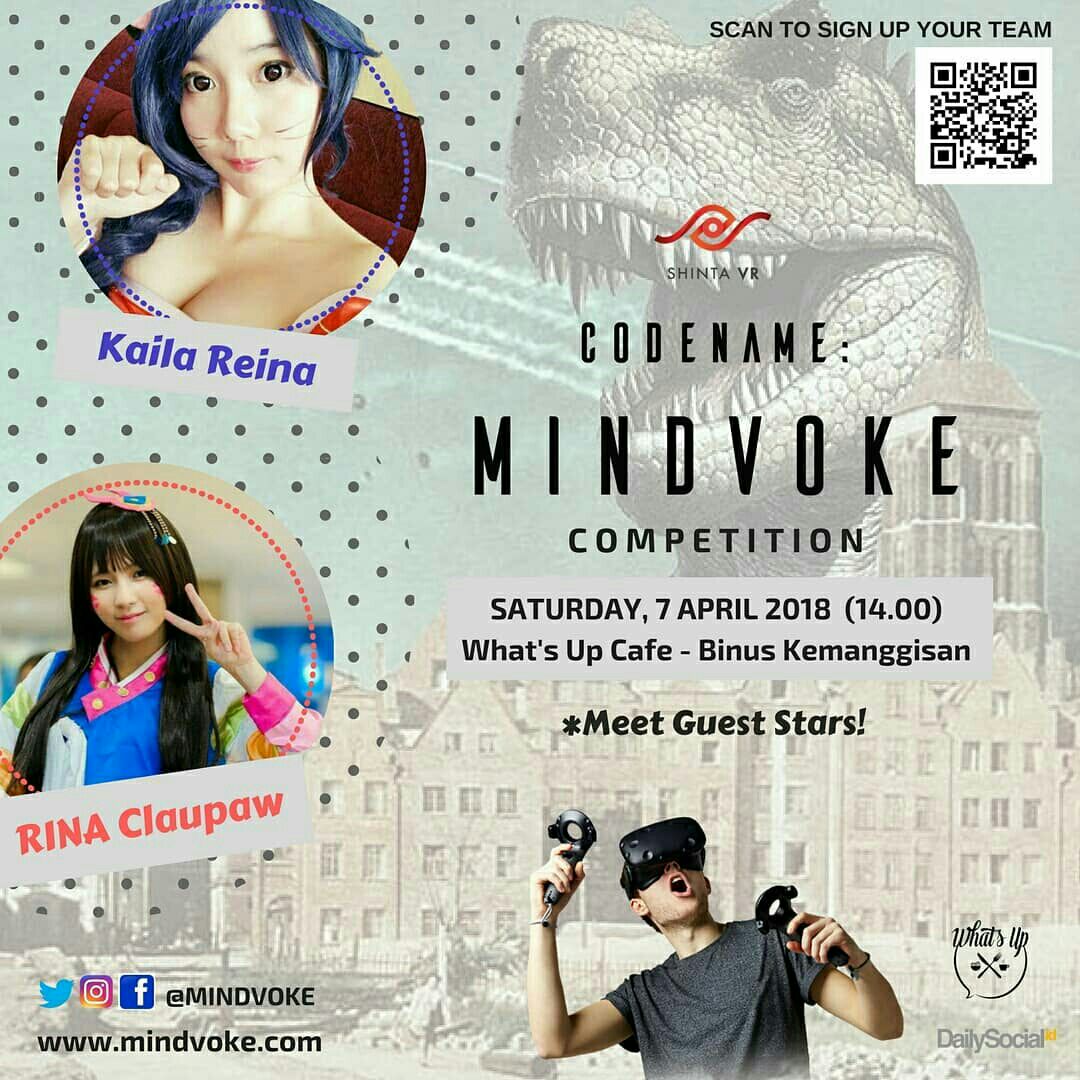 SCAN TO SIGN UP YOUR TEAM
SHINTA VR
Kaila Reina
CODENAME:
MINDVOKE
COMPETITION
SATURDAY, 7 APRIL 2018 (14.00)
What's Up Cafe - Binus Kemanggisan
*Meet Guest Stars!
RINA Claupaw
What's Up
@MINDVOKE
www.mindvoke.com
DailySocial id